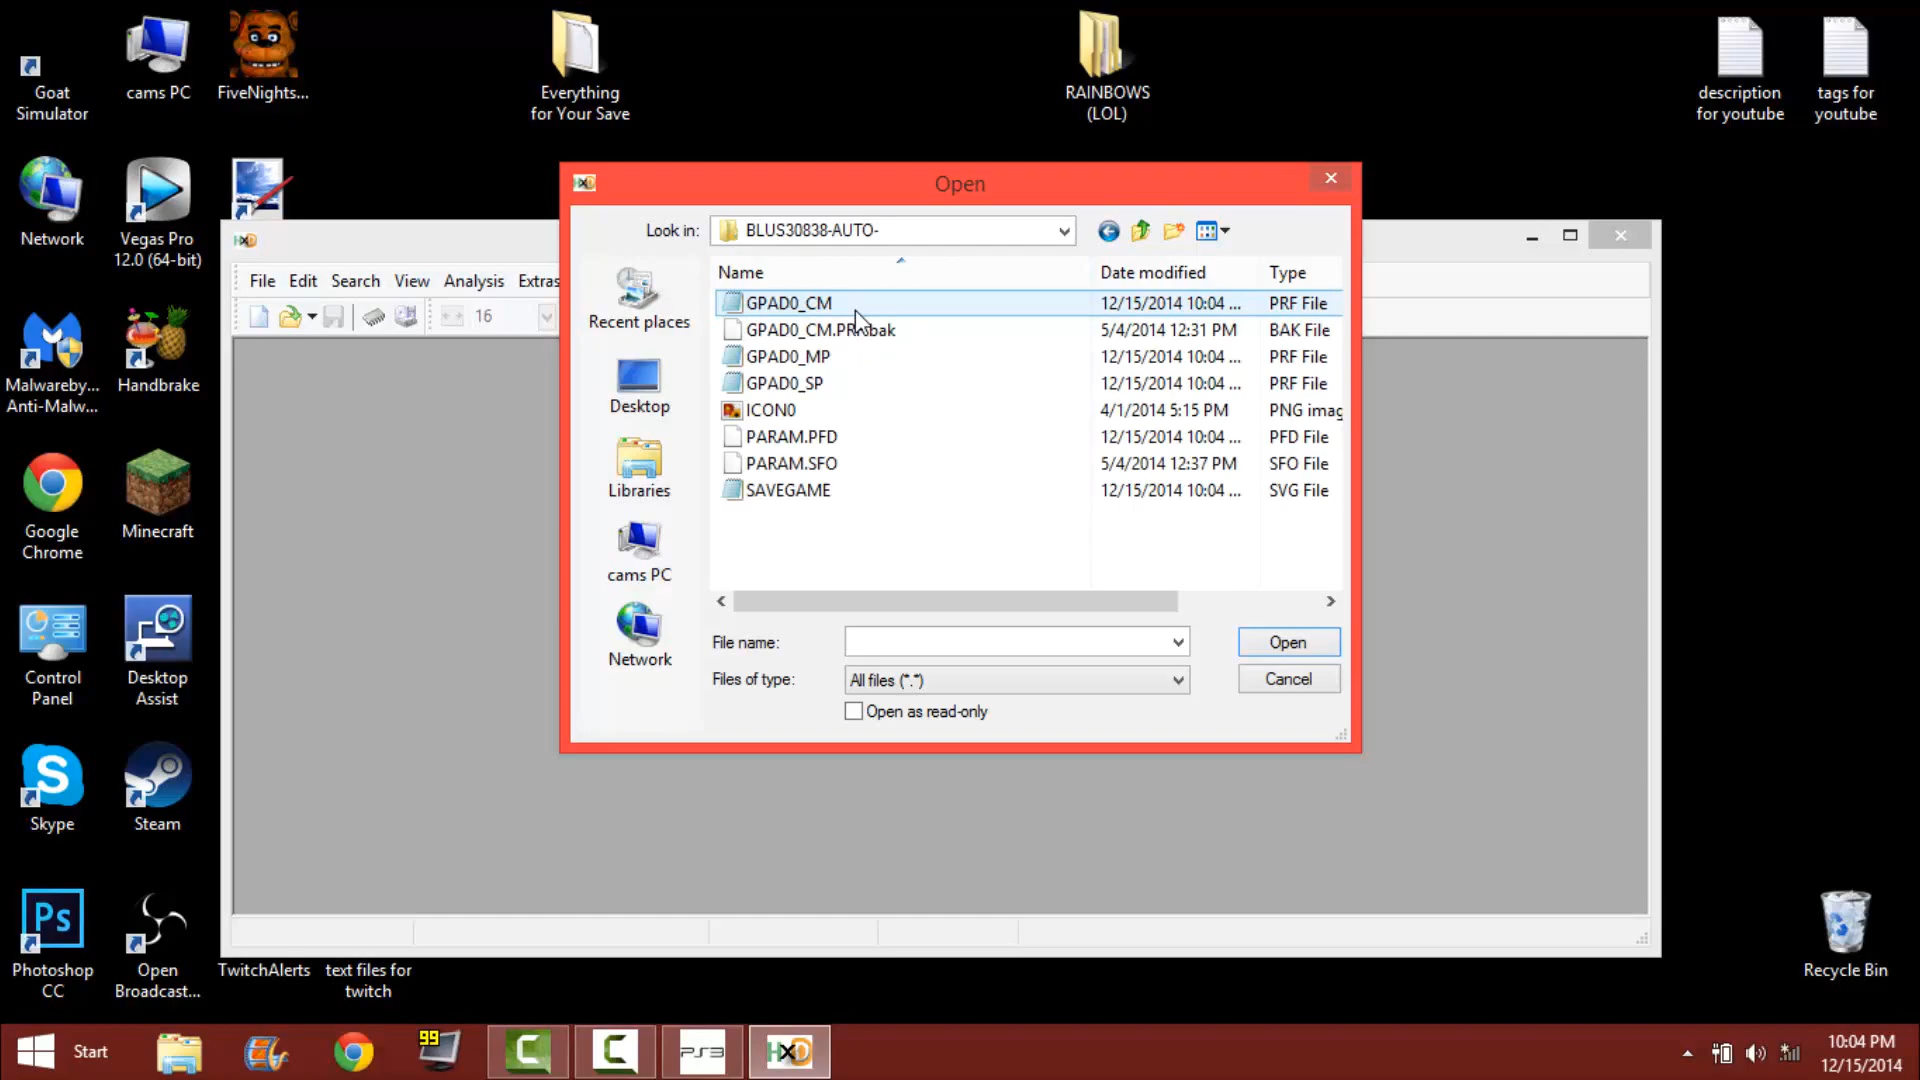 Goat
Simulator
cams PC
FiveNights...
Everything
for Your Save
RAINBOWS
(LOL)
description
for youtube
tags for
youtube
Network
Vegas Pro
12.0 (64-bit)
Open
Look in:
BLUS30838-AUTO-
File Edit Search View Analysis Extras
16
Name
Date modified
Type
GPAD0_CM 12/15/2014 10:04 ... PRF File
5/4/2014 12:31 PM BAK File
GPAD0_MP 12/15/2014 10:04 ... PRF File
GPAD0_SP 12/15/2014 10:04 ... PRF File
ICON0 4/1/2014 5:15 PM PNG imag
PARAM.PFD 12/15/2014 10:04 ... PFD File
PARAM.SFO 5/4/2014 12:37 PM SFO File
SAVEGAME 12/15/2014 10:04 ... SVG File
Recent places
Desktop
Libraries
cams PC
Network
File name:
Open
Files of type:
All files (*.*)
Cancel
Open as read-only
Malwareby...
Anti-Malw...
Handbrake
Google
Chrome
Minecraft
Control
Panel
Desktop
Assist
Skype
Steam
Ps
Photoshop
CC
Open
Broadcast...
TwitchAlerts
text files for
twitch
Recycle Bin
Start
99
PS3
HXD
10:04 PM
12/15/2014